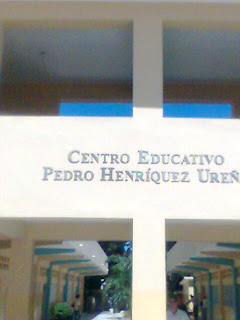 CENTRO EDUCATIVO
PEDRO HENRÍQUEZ UREÑ